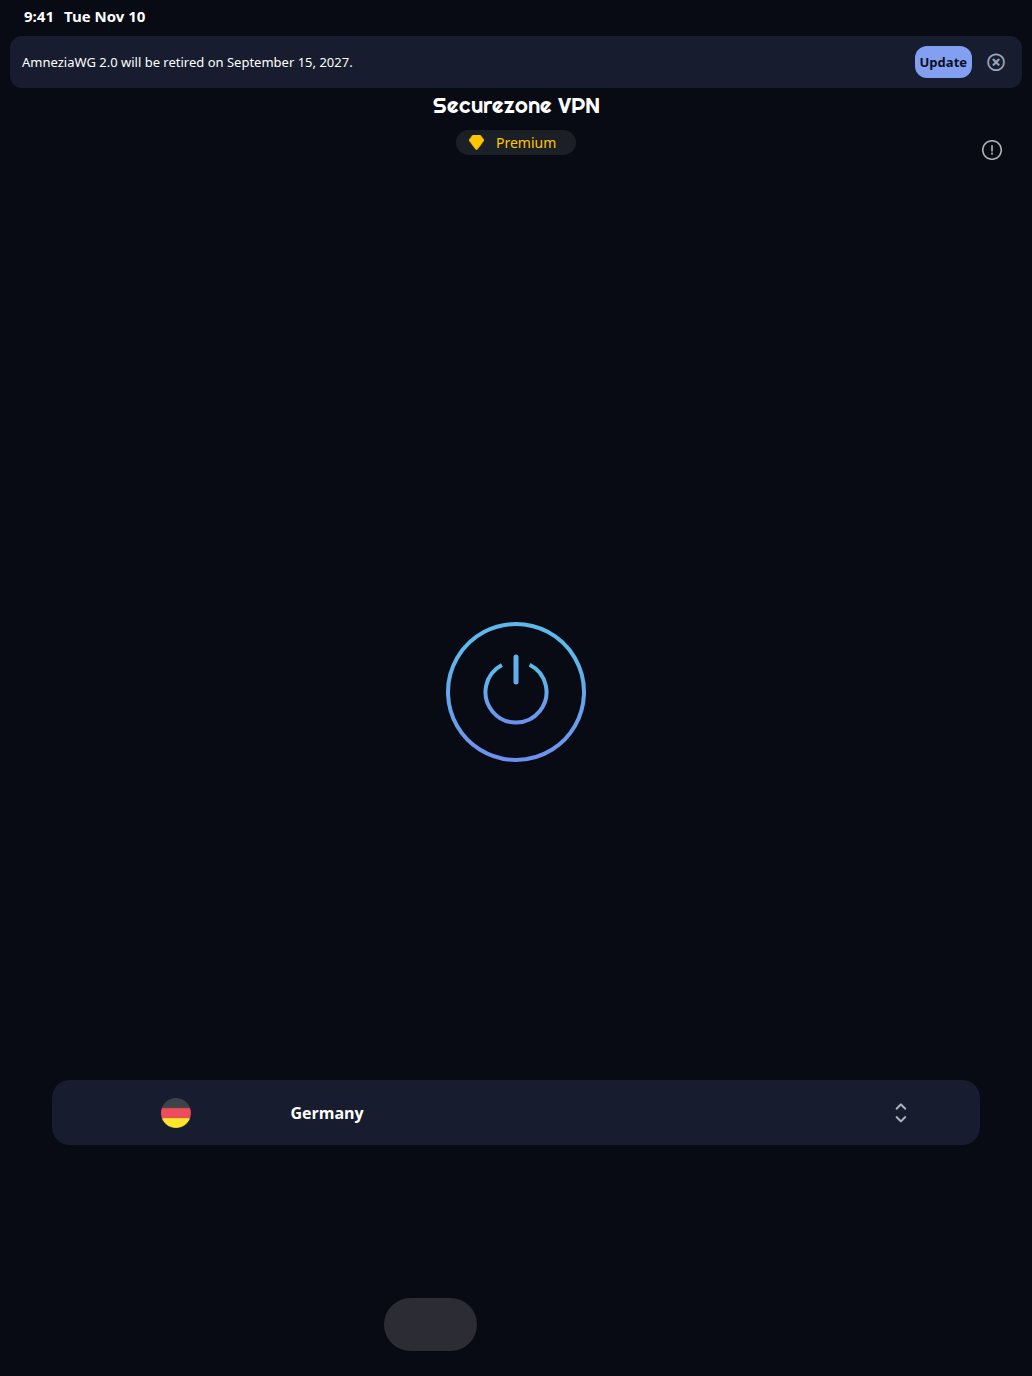 9:41 Tue Nov 10
AmneziaWG 2.0 will be retired on September 15, 2027.
Update
Securezone VPN
Premium
Germany